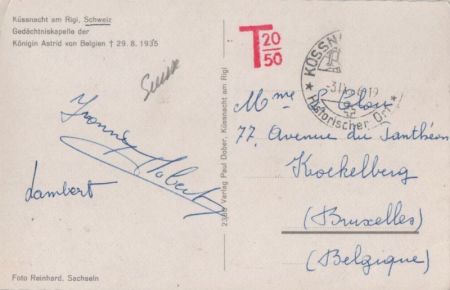 Küssnacht am Rigi, Schweiz
Gedächtniskapelle der
Königin Astrid von Belgien † 29. 8. 1935
Suisse
Lambert
Foto Reinhard, Sachseln
Verlag Paul Dober, Küssnacht am Rigi
T 20
50
KÜSSN
Historischer Ort
Mme
77, Avenue du Panthéon
Koekelberg
(Bruxelles)
(Belgique)